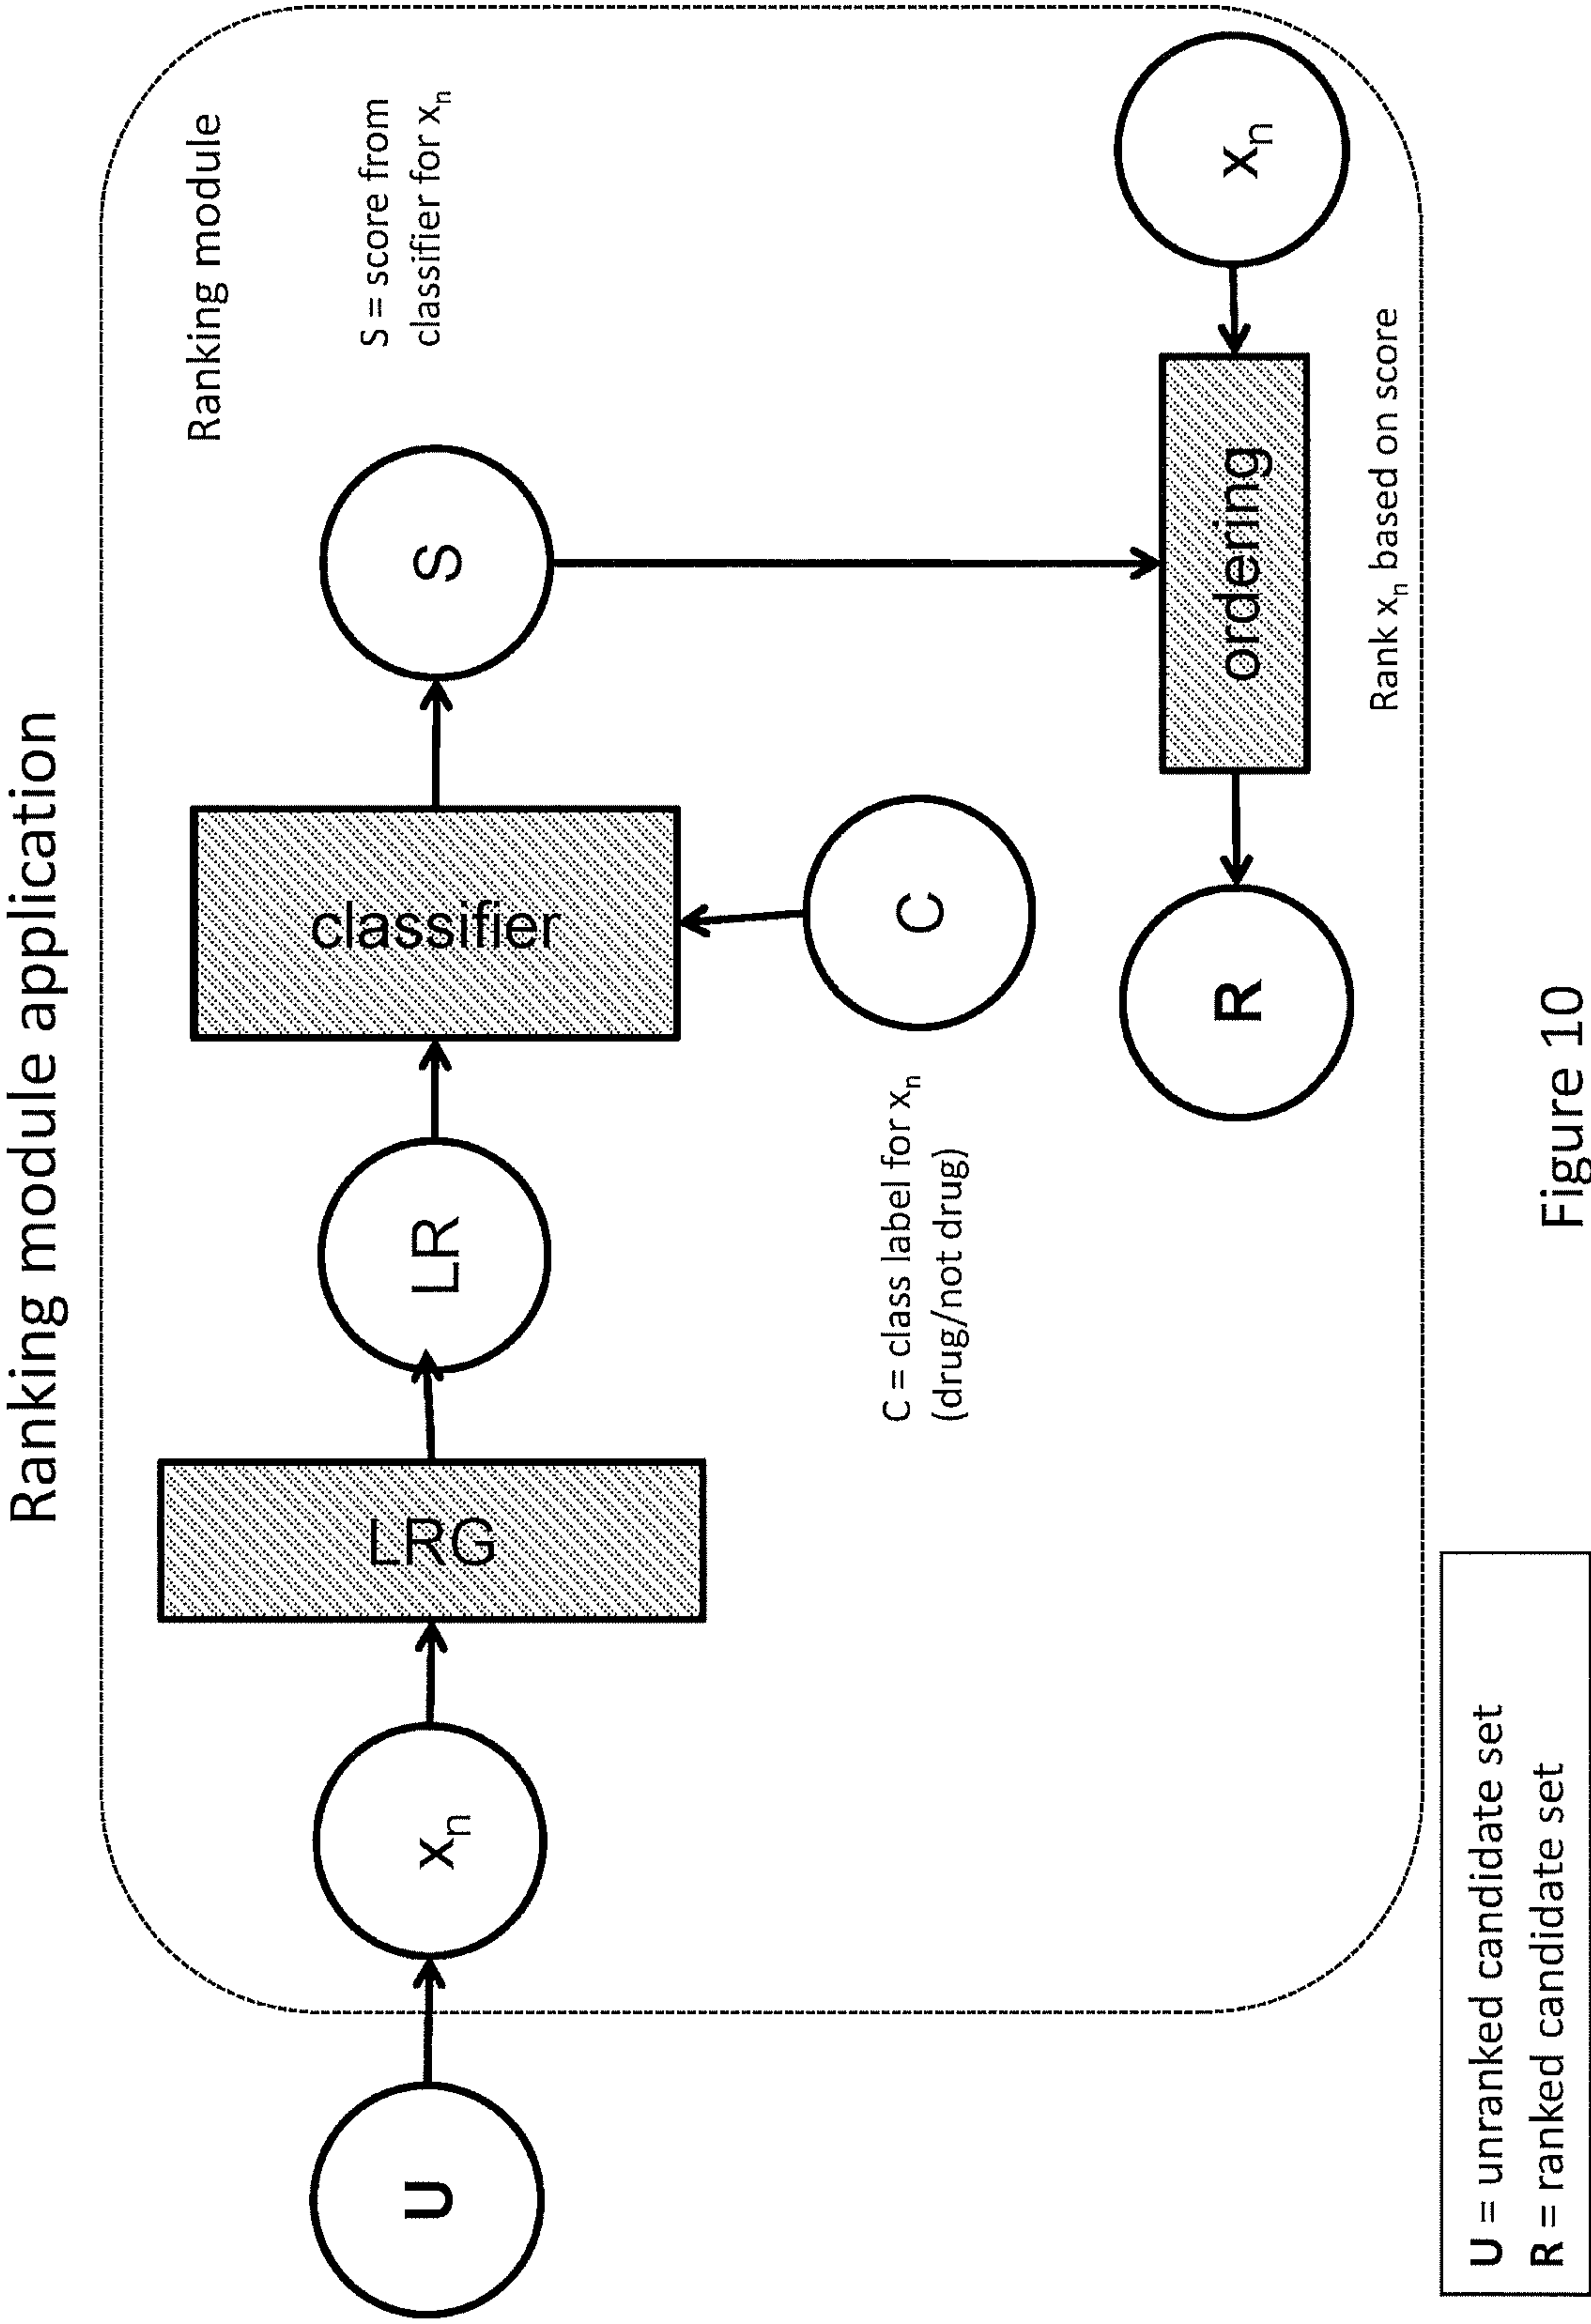 Ranking module application
Ranking module
S = score from
classifier for xₙ
U
xₙ
LRG
LR
classifier
S
C = class label for xₙ
(drug/not drug)
C
R
ordering
xₙ
Rank xₙ based on score
U = unranked candidate set
R = ranked candidate set
Figure 10